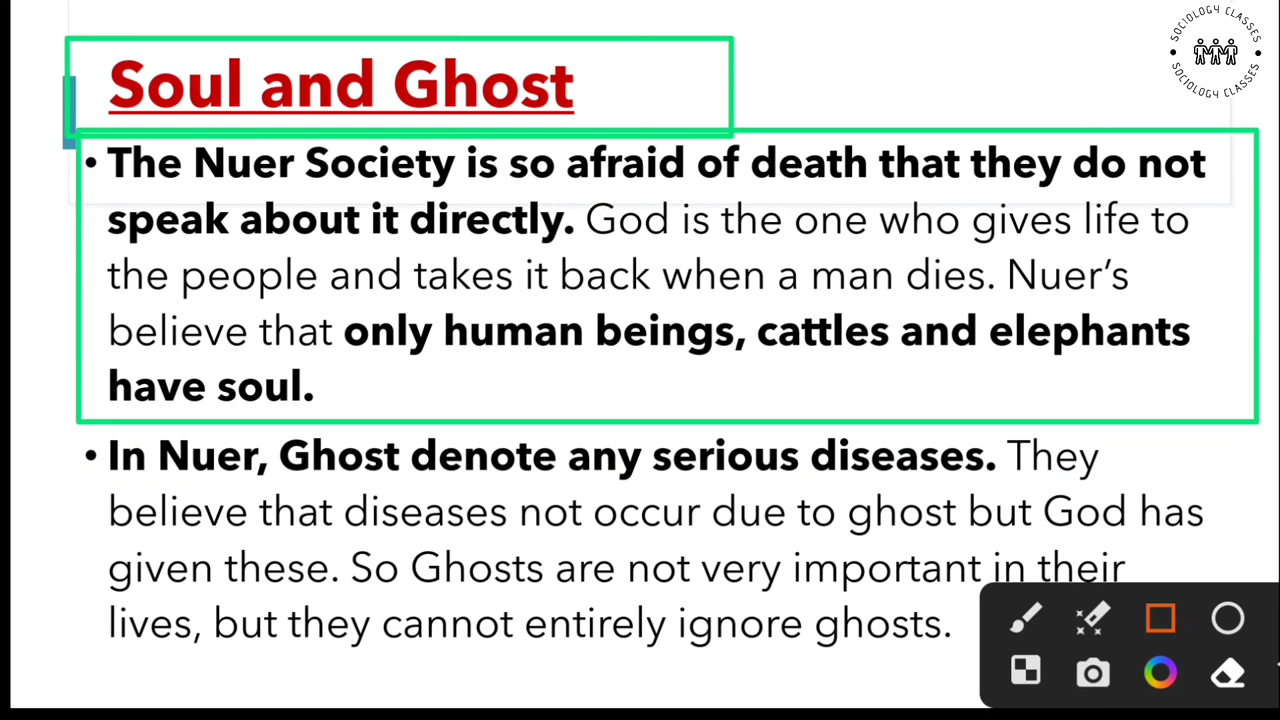 SOCIOLOGY CLASSES
SOCIOLOGY CLASSES
Soul and Ghost
• The Nuer Society is so afraid of death that they do not
speak about it directly. God is the one who gives life to
the people and takes it back when a man dies. Nuer’s
believe that only human beings, cattles and elephants
have soul.
• In Nuer, Ghost denote any serious diseases. They
believe that diseases not occur due to ghost but God has
given these. So Ghosts are not very important in their
lives, but they cannot entirely ignore ghosts.